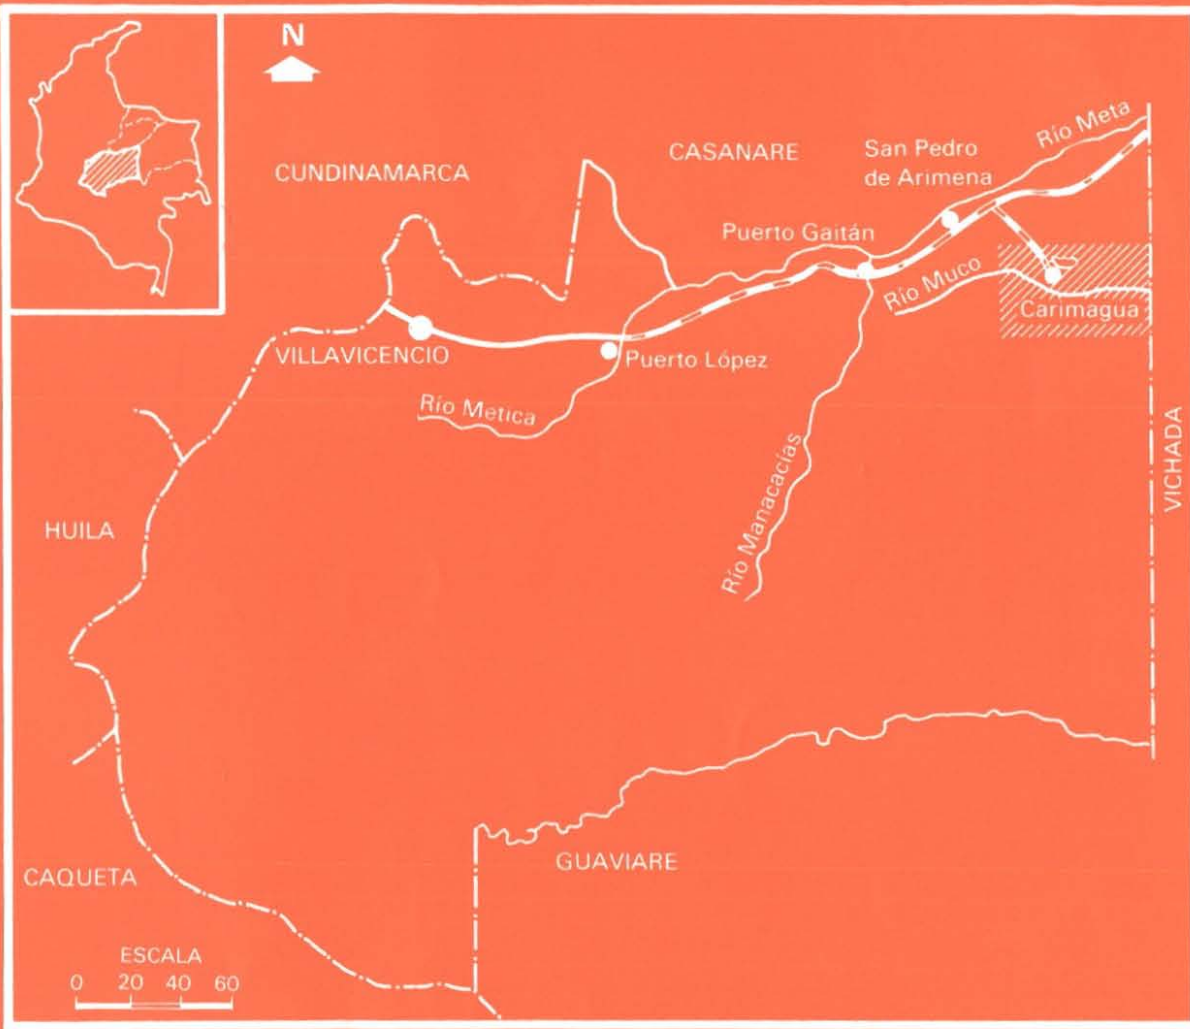 N
Río Meta
CASANARE
San Pedro
de Arimena
CUNDINAMARCA
Puerto Gaitán
Río Muco
Carimagua
VILLAVICENCIO
Puerto López
Río Metica
VICHADA
Río Manacacías
HUILA
GUAVIARE
CAQUETA
ESCALA
0 20 40 60